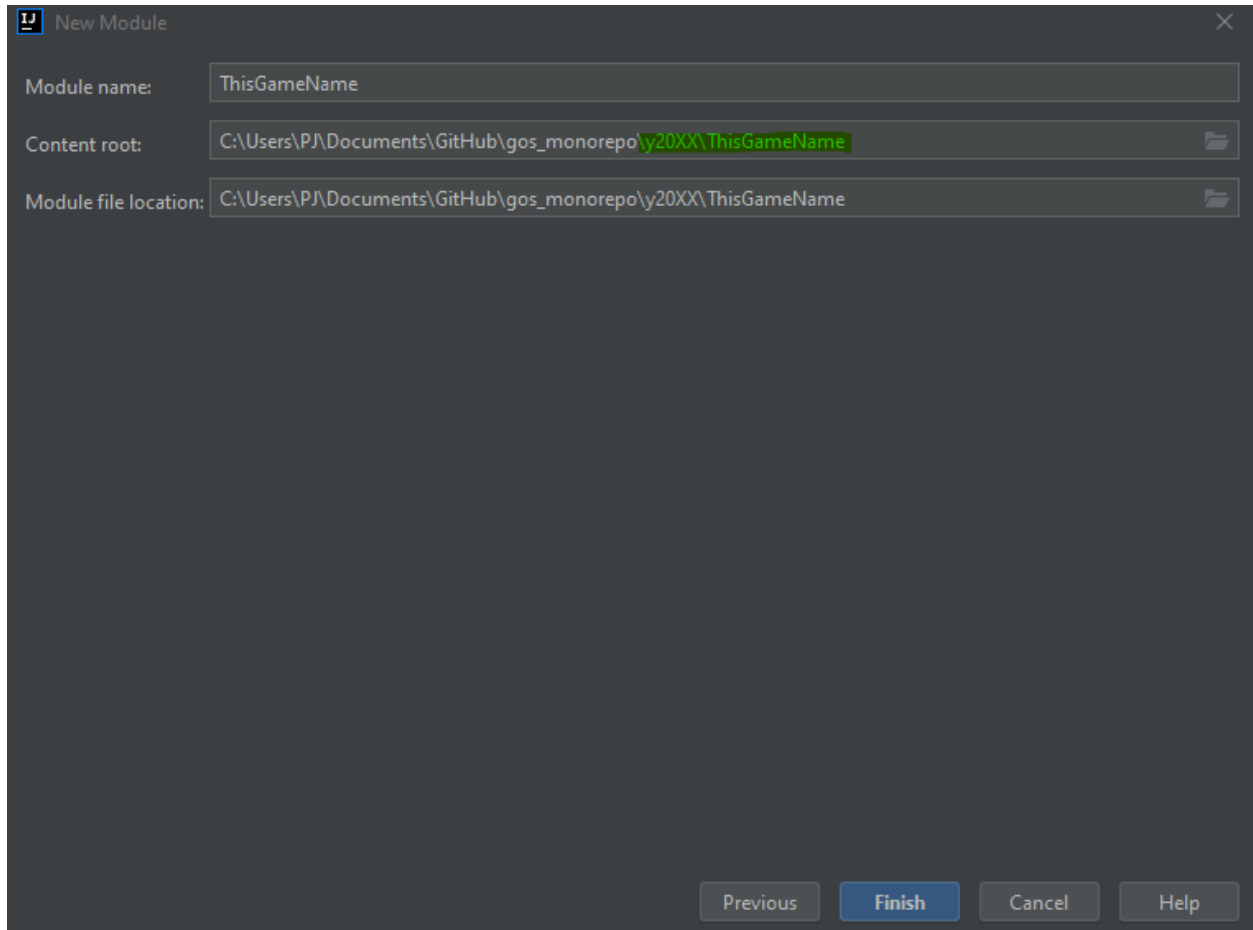 IJ New Module
Module name: ThisGameName
Content root: C:\Users\PJ\Documents\GitHub\gos_monorepo\y20XX\ThisGameName
Module file location: C:\Users\PJ\Documents\GitHub\gos_monorepo\y20XX\ThisGameName
Previous Finish Cancel Help